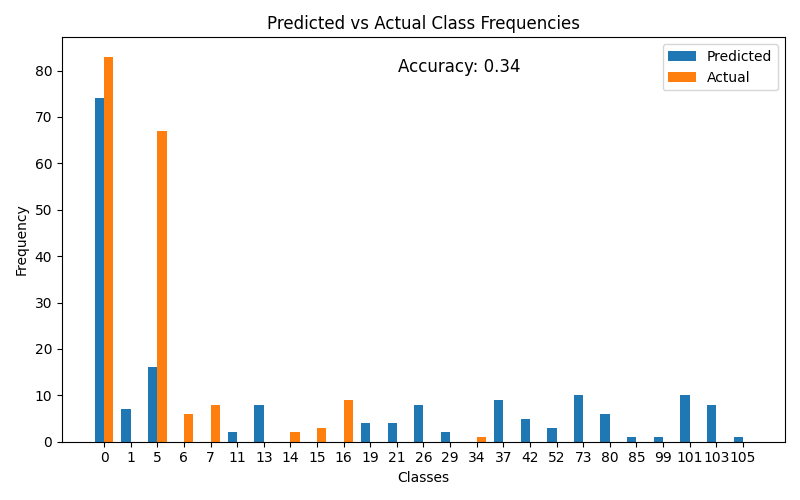 Predicted vs Actual Class Frequencies
Accuracy: 0.34
Predicted
Actual
Frequency
80
70
60
50
40
30
20
10
0
0 1 5 6 7 11 13 14 15 16 19 21 26 29 34 37 42 52 73 80 85 99 101 103 105
Classes